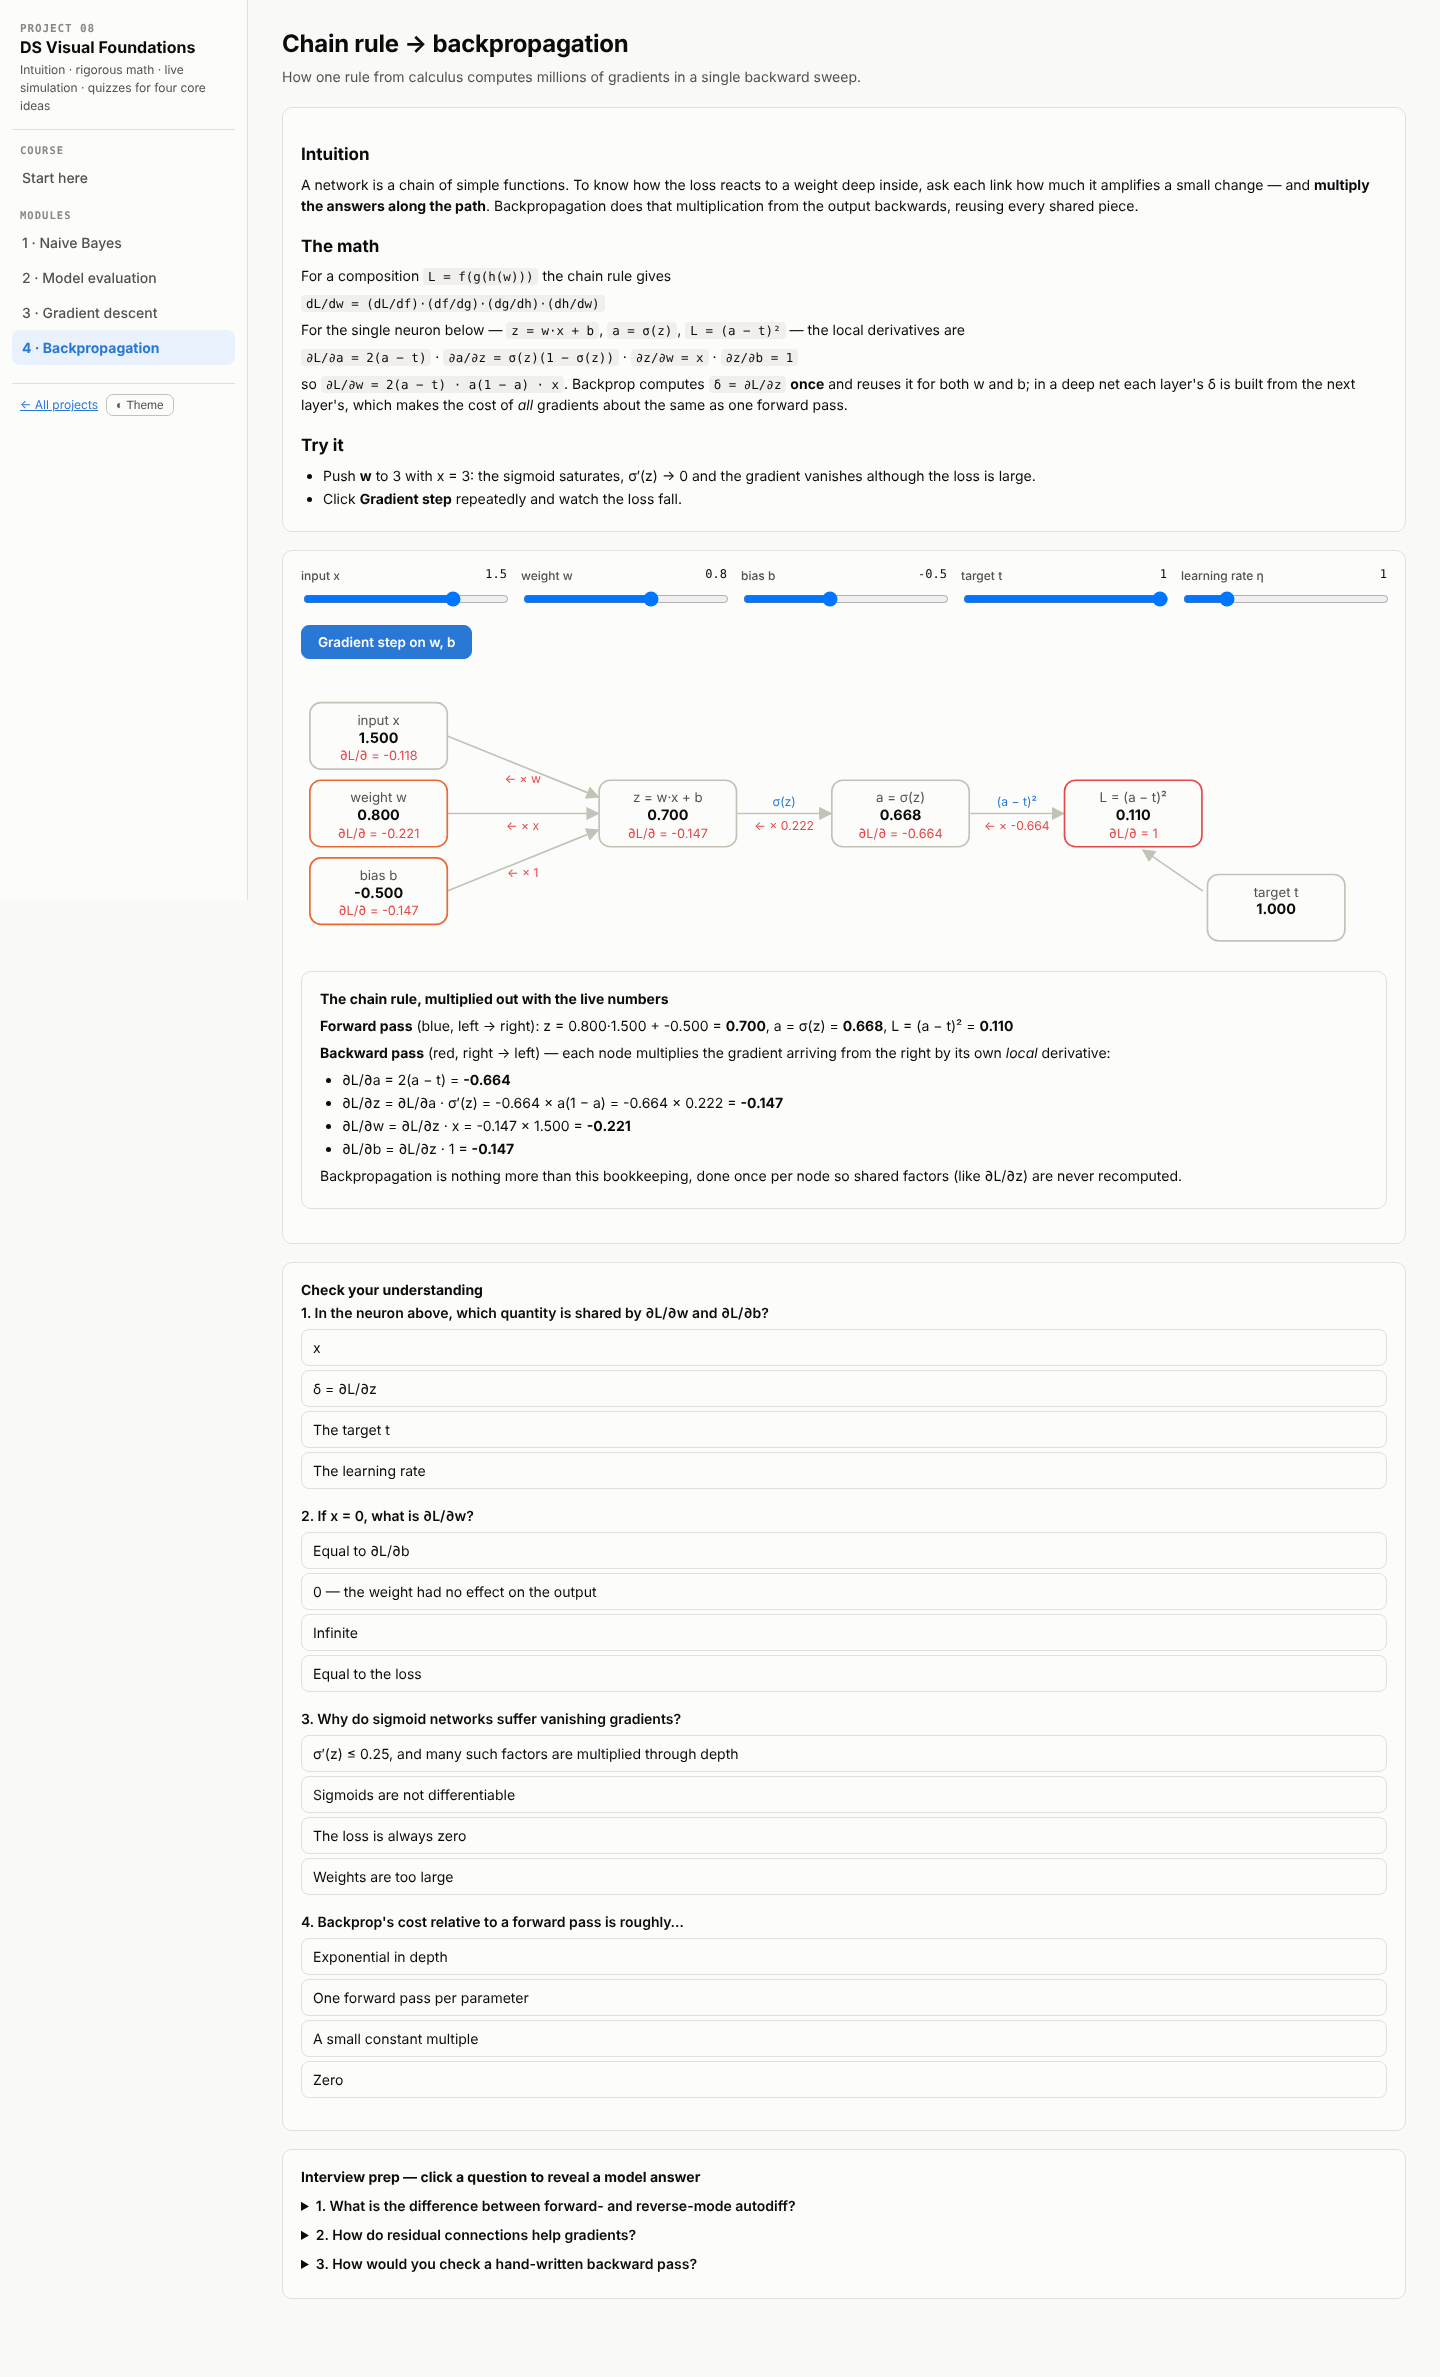 PROJECT 08
DS Visual Foundations
Intuition · rigorous math · live
simulation · quizzes for four core
ideas
COURSE
Start here
MODULES
1 · Naive Bayes
2 · Model evaluation
3 · Gradient descent
4 · Backpropagation
← All projects
Theme
Chain rule → backpropagation
How one rule from calculus computes millions of gradients in a single backward sweep.
Intuition
A network is a chain of simple functions. To know how the loss reacts to a weight deep inside, ask each link how much it amplifies a small change — and multiply
the answers along the path. Backpropagation does that multiplication from the output backwards, reusing every shared piece.
The math
For a composition L = f(g(h(w))) the chain rule gives
dL/dw = (dL/df)·(df/dg)·(dg/dh)·(dh/dw)
For the single neuron below — z = w·x + b, a = σ(z), L = (a − t)² — the local derivatives are
∂L/∂a = 2(a − t) · ∂a/∂z = σ(z)(1 − σ(z)) · ∂z/∂w = x · ∂z/∂b = 1
so ∂L/∂w = 2(a − t) · a(1 − a) · x. Backprop computes δ = ∂L/∂z once and reuses it for both w and b; in a deep net each layer's δ is built from the next
layer's, which makes the cost of all gradients about the same as one forward pass.
Try it
• Push w to 3 with x = 3: the sigmoid saturates, σ′(z) → 0 and the gradient vanishes although the loss is large.
• Click Gradient step repeatedly and watch the loss fall.
input x 1.5
weight w 0.8
bias b -0.5
target t 1
learning rate η 1
Gradient step on w, b
input x
1.500
∂L/∂ = -0.118
← × w
weight w
0.800
∂L/∂ = -0.221
← × x
bias b
-0.500
∂L/∂ = -0.147
← × 1
z = w·x + b
0.700
∂L/∂ = -0.147
σ(z)
← × 0.222
a = σ(z)
0.668
∂L/∂ = -0.664
(a − t)²
← × -0.664
L = (a − t)²
0.110
∂L/∂ = 1
target t
1.000
The chain rule, multiplied out with the live numbers
Forward pass (blue, left → right): z = 0.800·1.500 + -0.500 = 0.700, a = σ(z) = 0.668, L = (a − t)² = 0.110
Backward pass (red, right → left) — each node multiplies the gradient arriving from the right by its own local derivative:
• ∂L/∂a = 2(a − t) = -0.664
• ∂L/∂z = ∂L/∂a · σ′(z) = -0.664 × a(1 − a) = -0.664 × 0.222 = -0.147
• ∂L/∂w = ∂L/∂z · x = -0.147 × 1.500 = -0.221
• ∂L/∂b = ∂L/∂z · 1 = -0.147
Backpropagation is nothing more than this bookkeeping, done once per node so shared factors (like ∂L/∂z) are never recomputed.
Check your understanding
1. In the neuron above, which quantity is shared by ∂L/∂w and ∂L/∂b?
x
δ = ∂L/∂z
The target t
The learning rate
2. If x = 0, what is ∂L/∂w?
Equal to ∂L/∂b
0 — the weight had no effect on the output
Infinite
Equal to the loss
3. Why do sigmoid networks suffer vanishing gradients?
σ′(z) ≤ 0.25, and many such factors are multiplied through depth
Sigmoids are not differentiable
The loss is always zero
Weights are too large
4. Backprop's cost relative to a forward pass is roughly…
Exponential in depth
One forward pass per parameter
A small constant multiple
Zero
Interview prep — click a question to reveal a model answer
▶ 1. What is the difference between forward- and reverse-mode autodiff?
▶ 2. How do residual connections help gradients?
▶ 3. How would you check a hand-written backward pass?